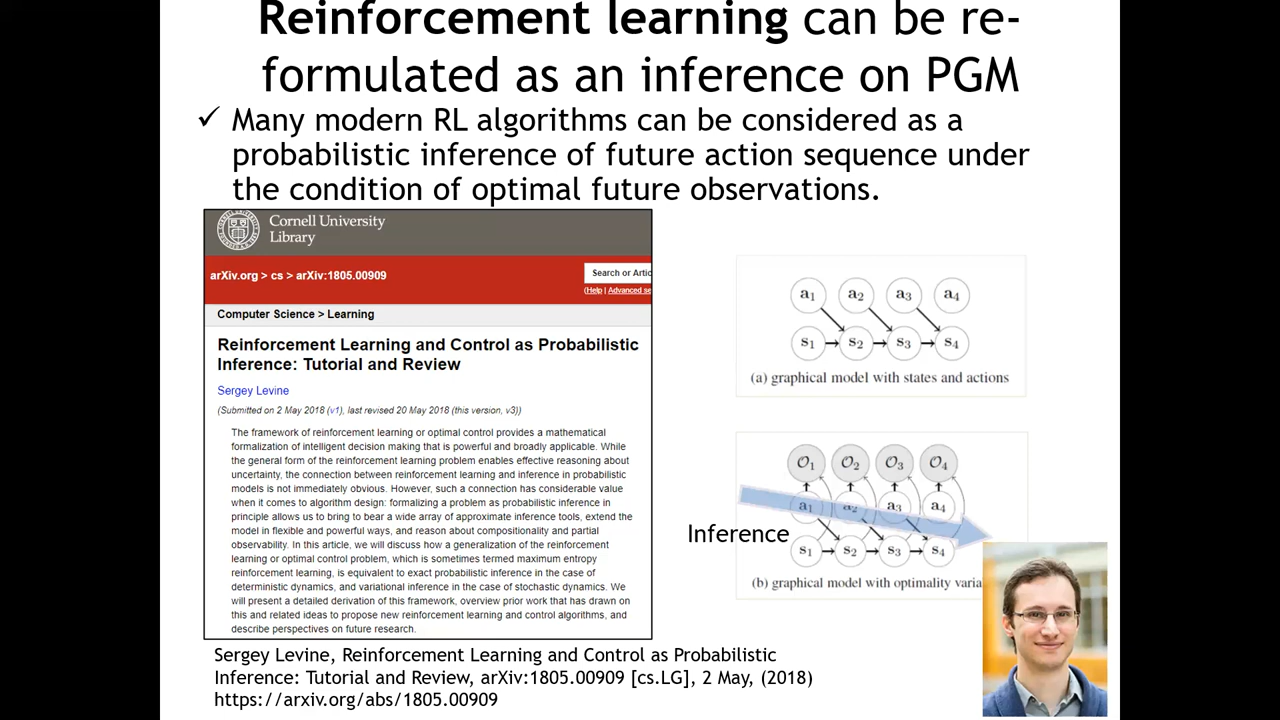 Reinforcement learning can be re-
formulated as an inference on PGM
✓ Many modern RL algorithms can be considered as a
probabilistic inference of future action sequence under
the condition of optimal future observations.
Cornell University
Library
arXiv.org > cs > arXiv:1805.00909
Search or Artic
(Help | Advanced se
Computer Science > Learning
Reinforcement Learning and Control as Probabilistic
Inference: Tutorial and Review
Sergey Levine
(Submitted on 2 May 2018 (v1), last revised 20 May 2018 (this version, v3))
The framework of reinforcement learning or optimal control provides a mathematical
formalization of intelligent decision making that is powerful and broadly applicable. While
the general form of the reinforcement learning problem enables effective reasoning about
uncertainty, the connection between reinforcement learning and inference in probabilistic
models is not immediately obvious. However, such a connection has considerable value
when it comes to algorithm design: formalizing a problem as probabilistic inference in
principle allows us to bring to bear a wide array of approximate inference tools, extend the
model in flexible and powerful ways, and reason about compositionality and partial
observability. In this article, we will discuss how a generalization of the reinforcement
learning or optimal control problem, which is sometimes termed maximum entropy
reinforcement learning, is equivalent to exact probabilistic inference in the case of
deterministic dynamics, and variational inference in the case of stochastic dynamics. We
will present a detailed derivation of this framework, overview prior work that has drawn on
this and related ideas to propose new reinforcement learning and control algorithms, and
describe perspectives on future research.
a1 a2 a3 a4
s1 s2 s3 s4
(a) graphical model with states and actions
O1 O2 O3 O4
a1 a2 a3 a4
Inference
s1 s2 s3 s4
(b) graphical model with optimality varia
Sergey Levine, Reinforcement Learning and Control as Probabilistic
Inference: Tutorial and Review, arXiv:1805.00909 [cs.LG], 2 May, (2018)
https://arxiv.org/abs/1805.00909